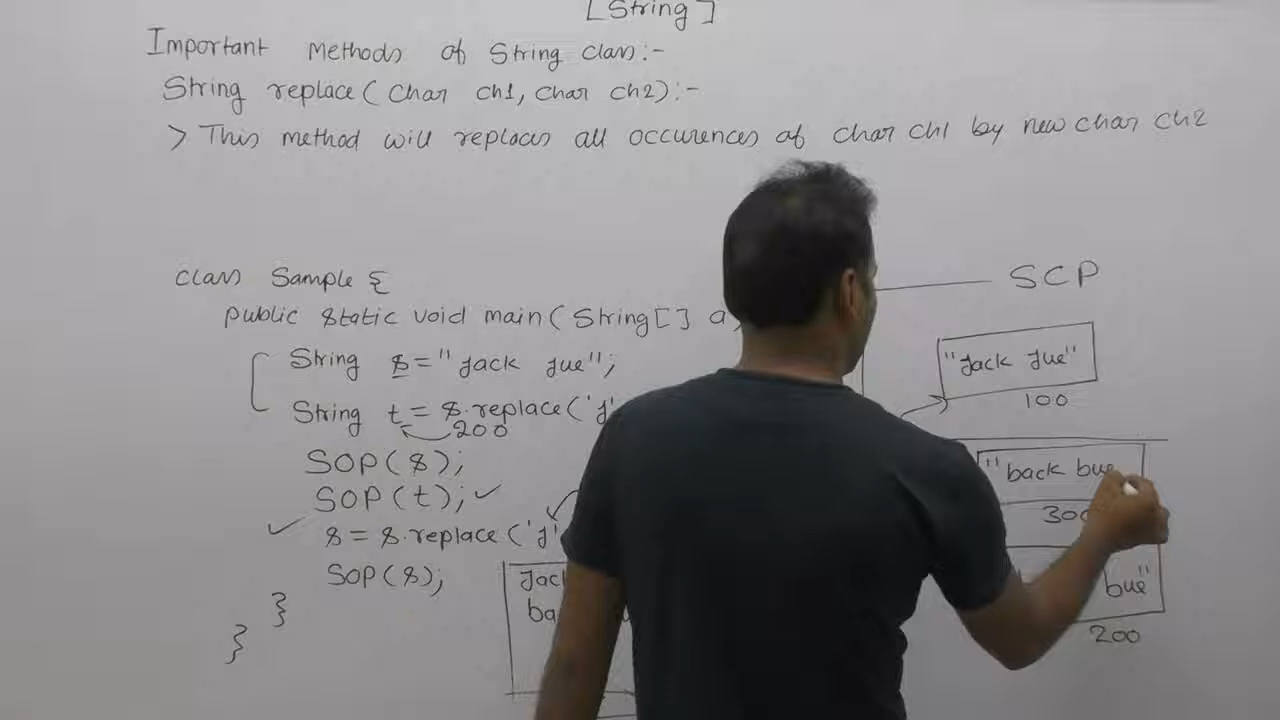 [String]
Important Methods of String class:-
String replace( Char ch1, Char ch2):-
> This method will replaces all occurences of char ch1 by new char ch2
class Sample {
public static void main( String[] a
String s = "Jack Jue";
String t = s.replace('J'
200
SOP(s);
SOP(t);
s = s.replace('J'
SOP(s);
}
}
Jac
ba
SCP
"Jack Jue"
100
"back bue
300
bue"
200